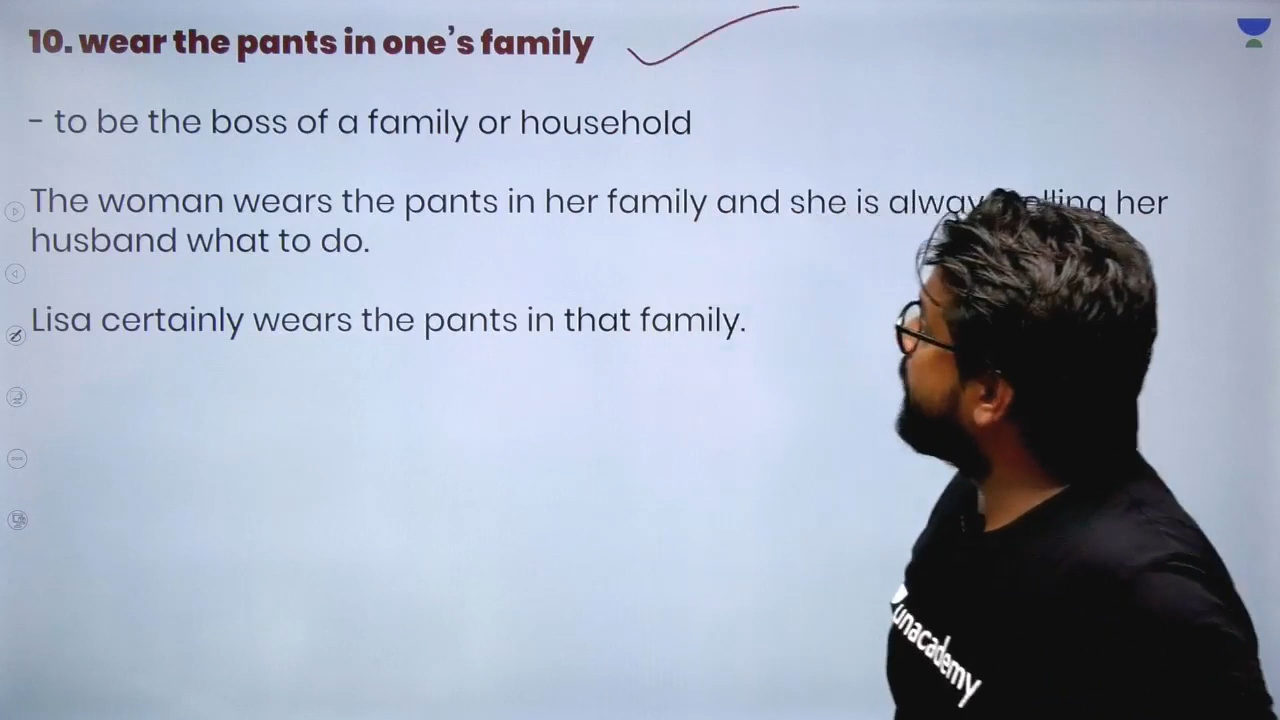 10. wear the pants in one's family
- to be the boss of a family or household
The woman wears the pants in her family and she is her
husband what to do.
Lisa certainly wears the pants in that family.
unacademy